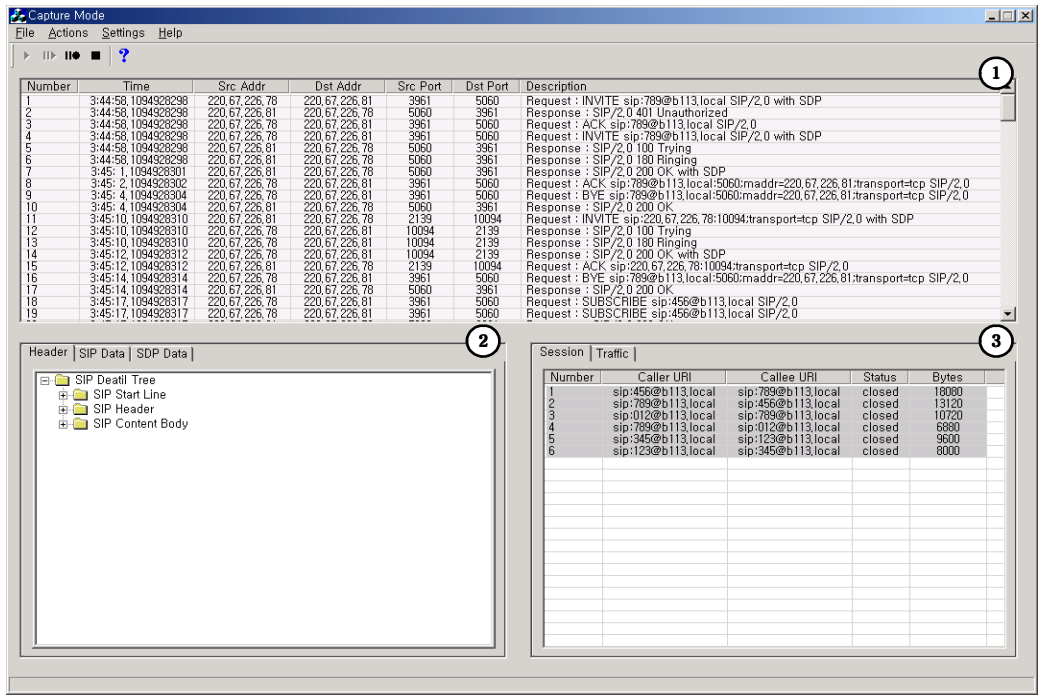 Capture Mode
File Actions Settings Help
1
Number Time Src Addr Dst Addr Src Port Dst Port Description
1 3:44:58,1094928298 220,67,226,78 220,67,226,81 3961 5060 Request : INVITE sip:789@b113,local SIP/2,0 with SDP
2 3:44:58,1094928298 220,67,226,81 220,67,226,78 5060 3961 Response : SIP/2,0 401 Unauthorized
3 3:44:58,1094928298 220,67,226,78 220,67,226,81 3961 5060 Request : ACK sip:789@b113,local SIP/2,0
4 3:44:58,1094928298 220,67,226,78 220,67,226,81 3961 5060 Request : INVITE sip:789@b113,local SIP/2,0 with SDP
5 3:44:58,1094928298 220,67,226,81 220,67,226,78 5060 3961 Response : SIP/2,0 100 Trying
6 3:44:58,1094928298 220,67,226,81 220,67,226,78 5060 3961 Response : SIP/2,0 180 Ringing
7 3:45: 1,1094928301 220,67,226,81 220,67,226,78 5060 3961 Response : SIP/2,0 200 OK with SDP
8 3:45: 2,1094928302 220,67,226,78 220,67,226,81 3961 5060 Request : ACK sip:789@b113,local:5060;maddr=220,67,226,81;transport=tcp SIP/2,0
9 3:45: 4,1094928304 220,67,226,78 220,67,226,81 3961 5060 Request : BYE sip:789@b113,local:5060;maddr=220,67,226,81;transport=tcp SIP/2,0
10 3:45: 4,1094928304 220,67,226,81 220,67,226,78 5060 3961 Response : SIP/2,0 200 OK
11 3:45:10,1094928310 220,67,226,81 220,67,226,78 2139 10094 Request : INVITE sip:220,67,226,78:10094;transport=tcp SIP/2,0 with SDP
12 3:45:10,1094928310 220,67,226,78 220,67,226,81 10094 2139 Response : SIP/2,0 100 Trying
13 3:45:10,1094928310 220,67,226,78 220,67,226,81 10094 2139 Response : SIP/2,0 180 Ringing
14 3:45:12,1094928312 220,67,226,78 220,67,226,81 10094 2139 Response : SIP/2,0 200 OK with SDP
15 3:45:12,1094928312 220,67,226,81 220,67,226,78 2139 10094 Request : ACK sip:220,67,226,78:10094;transport=tcp SIP/2,0
16 3:45:14,1094928314 220,67,226,78 220,67,226,81 3961 5060 Request : BYE sip:789@b113,local:5060;maddr=220,67,226,81;transport=tcp SIP/2,0
17 3:45:14,1094928314 220,67,226,81 220,67,226,78 5060 3961 Response : SIP/2,0 200 OK
18 3:45:17,1094928317 220,67,226,78 220,67,226,81 3961 5060 Request : SUBSCRIBE sip:456@b113,local SIP/2,0
19 3:45:17,1094928317 220,67,226,78 220,67,226,81 3961 5060 Request : SUBSCRIBE sip:456@b113,local SIP/2,0
2
Header SIP Data SDP Data
SIP Deatil Tree
SIP Start Line
SIP Header
SIP Content Body
3
Session Traffic
Number Caller URI Callee URI Status Bytes
1 sip:456@b113,local sip:789@b113,local closed 18080
2 sip:789@b113,local sip:456@b113,local closed 13120
3 sip:012@b113,local sip:789@b113,local closed 10720
4 sip:789@b113,local sip:012@b113,local closed 6880
5 sip:345@b113,local sip:123@b113,local closed 9600
6 sip:123@b113,local sip:345@b113,local closed 8000